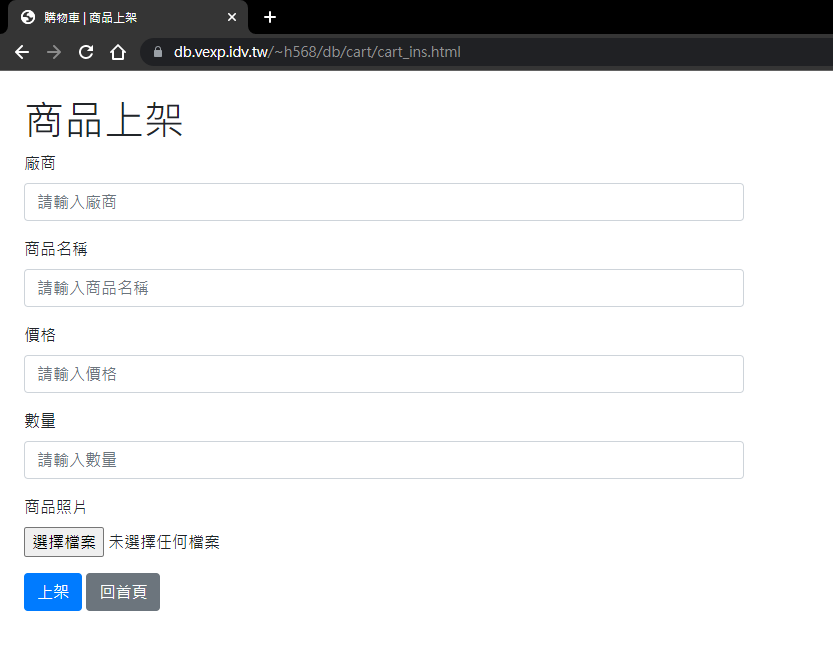 購物車 | 商品上架
db.vexp.idv.tw/~h568/db/cart/cart_ins.html
商品上架
廠商
請輸入廠商
商品名稱
請輸入商品名稱
價格
請輸入價格
數量
請輸入數量
商品照片
選擇檔案 未選擇任何檔案
上架 回首頁